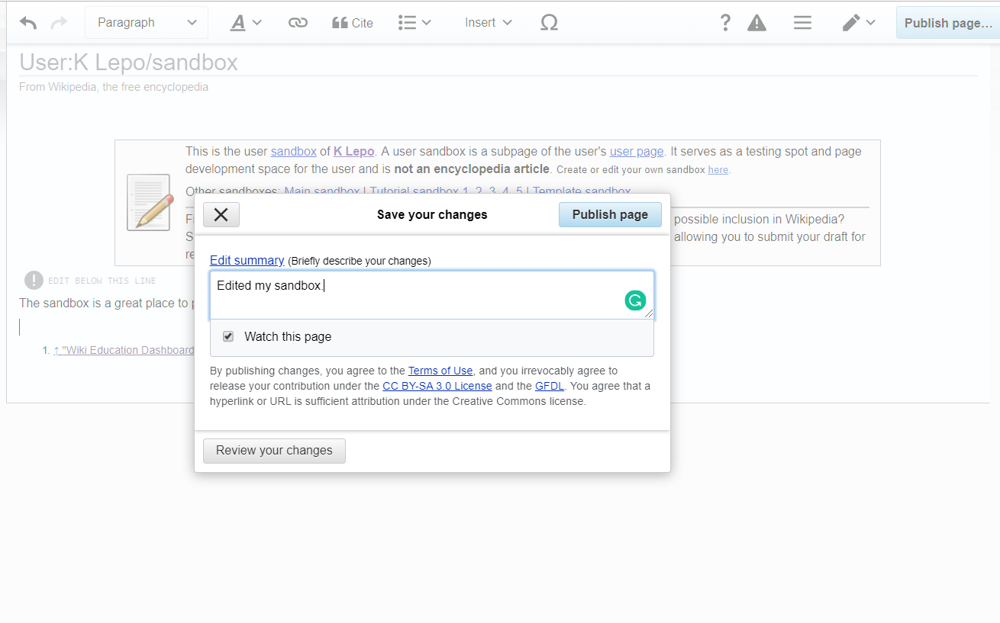 Paragraph A Cite Insert Ω ? Publish page...
User:K Lepo/sandbox
From Wikipedia, the free encyclopedia
This is the user sandbox of K Lepo. A user sandbox is a subpage of the user's user page. It serves as a testing spot and page
development space for the user and is not an encyclopedia article. Create or edit your own sandbox here.
Other sandboxes: Main sandbox | Tutorial sandbox 1, 2, 3, 4, 5 | Template sandbox
possible inclusion in Wikipedia?
allowing you to submit your draft for
Save your changes
Publish page
Edit summary (Briefly describe your changes)
Edited my sandbox.
Watch this page
By publishing changes, you agree to the Terms of Use, and you irrevocably agree to
release your contribution under the CC BY-SA 3.0 License and the GFDL. You agree that a
hyperlink or URL is sufficient attribution under the Creative Commons license.
Review your changes
EDIT BELOW THIS LINE
The sandbox is a great place to
1. ↑ "Wiki Education Dashboard